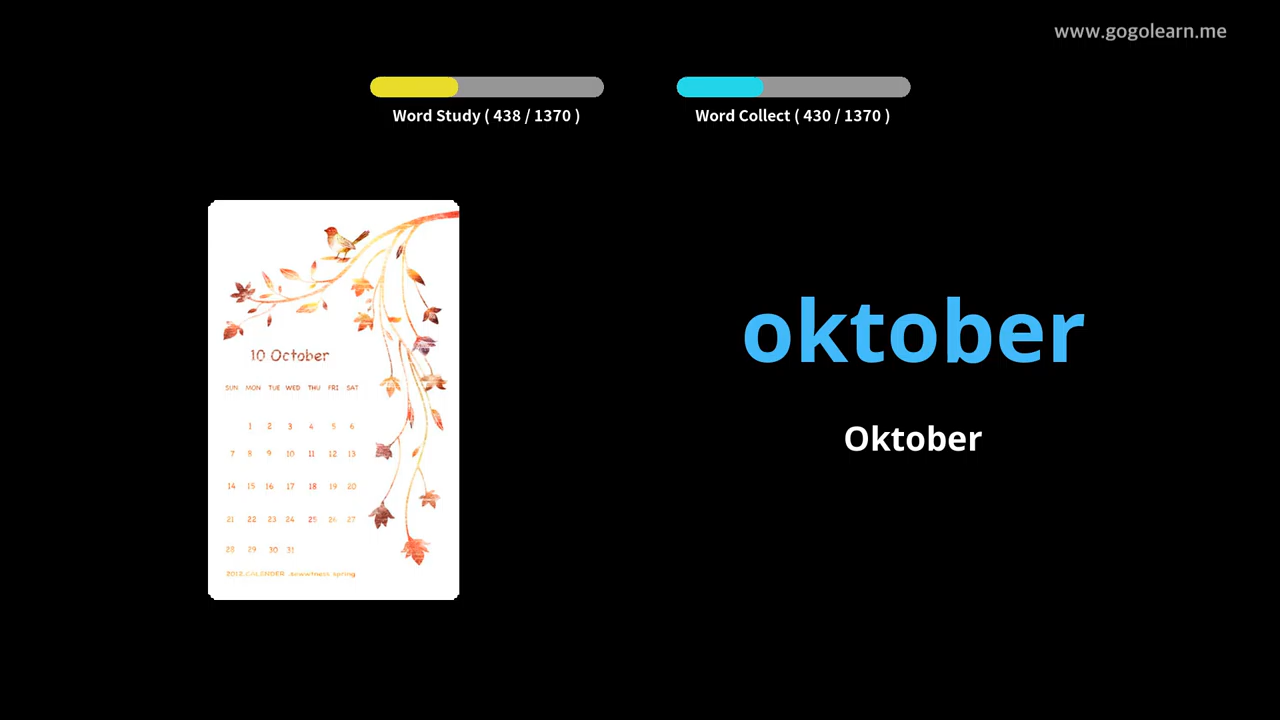 www.gogolearn.me
Word Study ( 438 / 1370 )
Word Collect ( 430 / 1370 )
10 October
SUN MON TUE WED THU FRI SAT
1 2 3 4 5 6
7 8 9 10 11 12 13
14 15 16 17 18 19 20
21 22 23 24 25 26 27
28 29 30 31
2012.CALENDER
oktober
Oktober